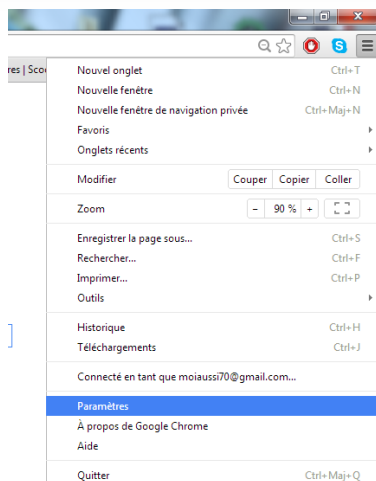 res | Scoo
Nouvel onglet Ctrl+T
Nouvelle fenêtre Ctrl+N
Nouvelle fenêtre de navigation privée Ctrl+Maj+N
Favoris
Onglets récents
Modifier Couper Copier Coller
Zoom - 90 % +
Enregistrer la page sous... Ctrl+S
Rechercher... Ctrl+F
Imprimer... Ctrl+P
Outils
Historique Ctrl+H
Téléchargements Ctrl+J
Connecté en tant que moiaussi70@gmail.com...
Paramètres
À propos de Google Chrome
Aide
Quitter Ctrl+Maj+Q